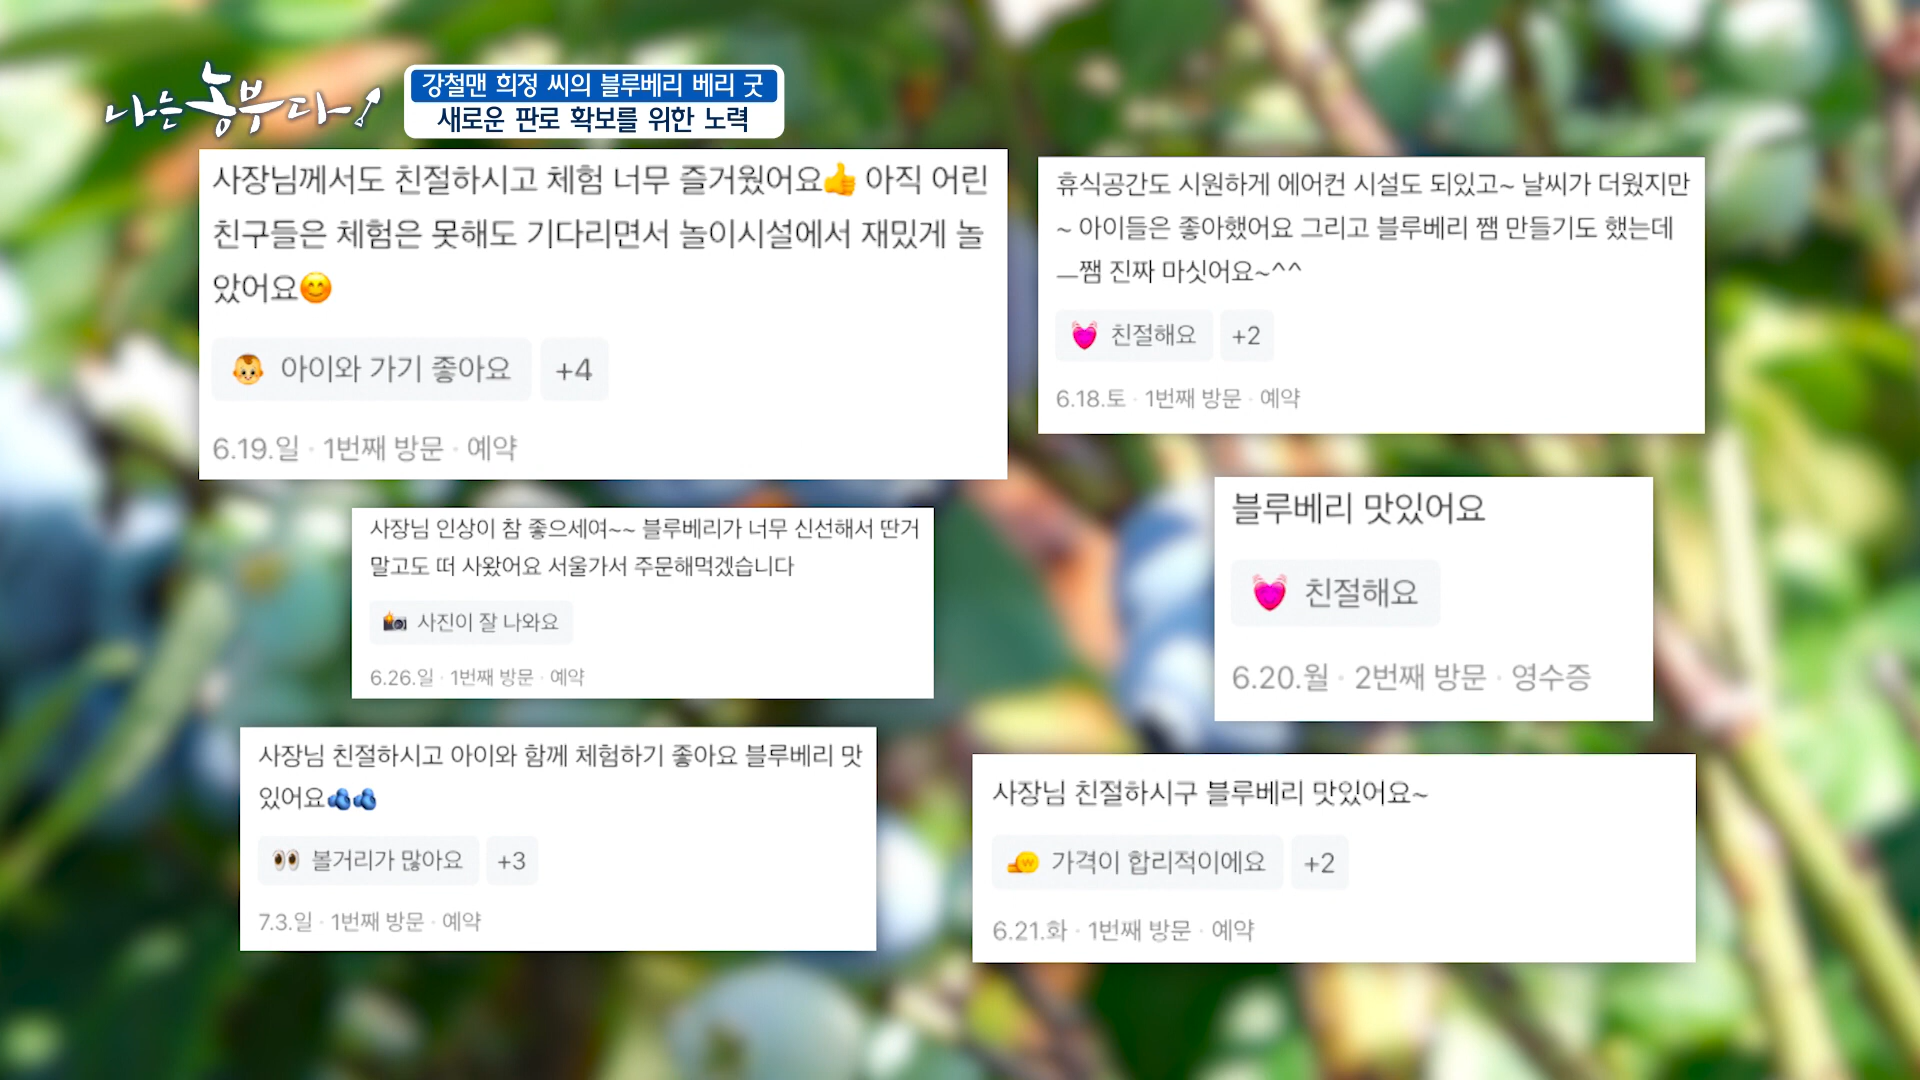 나는 농부다
강철맨 희정 씨의 블루베리 베리 굿
새로운 판로 확보를 위한 노력
사장님께서도 친절하시고 체험 너무 즐거웠어요👍 아직 어린
친구들은 체험은 못해도 기다리면서 놀이시설에서 재밌게 놀
았어요😊
👶 아이와 가기 좋아요 +4
6.19.일 · 1번째 방문 · 예약
휴식공간도 시원하게 에어컨 시설도 되있고~ 날씨가 더웠지만
~ 아이들은 좋아했어요 그리고 블루베리 쨈 만들기도 했는데
ㅡ쨈 진짜 마싯어요~^^
💓 친절해요 +2
6.18.토 · 1번째 방문 · 예약
사장님 인상이 참 좋으세여~~ 블루베리가 너무 신선해서 딴거
말고도 떠 사왔어요 서울가서 주문해먹겠습니다
📸 사진이 잘 나와요
6.26.일 · 1번째 방문 · 예약
블루베리 맛있어요
💓 친절해요
6.20.월 · 2번째 방문 · 영수증
사장님 친절하시고 아이와 함께 체험하기 좋아요 블루베리 맛
있어요🫐🫐
👀 볼거리가 많아요 +3
7.3.일 · 1번째 방문 · 예약
사장님 친절하시구 블루베리 맛있어요~
가격이 합리적이에요 +2
6.21.화 · 1번째 방문 · 예약